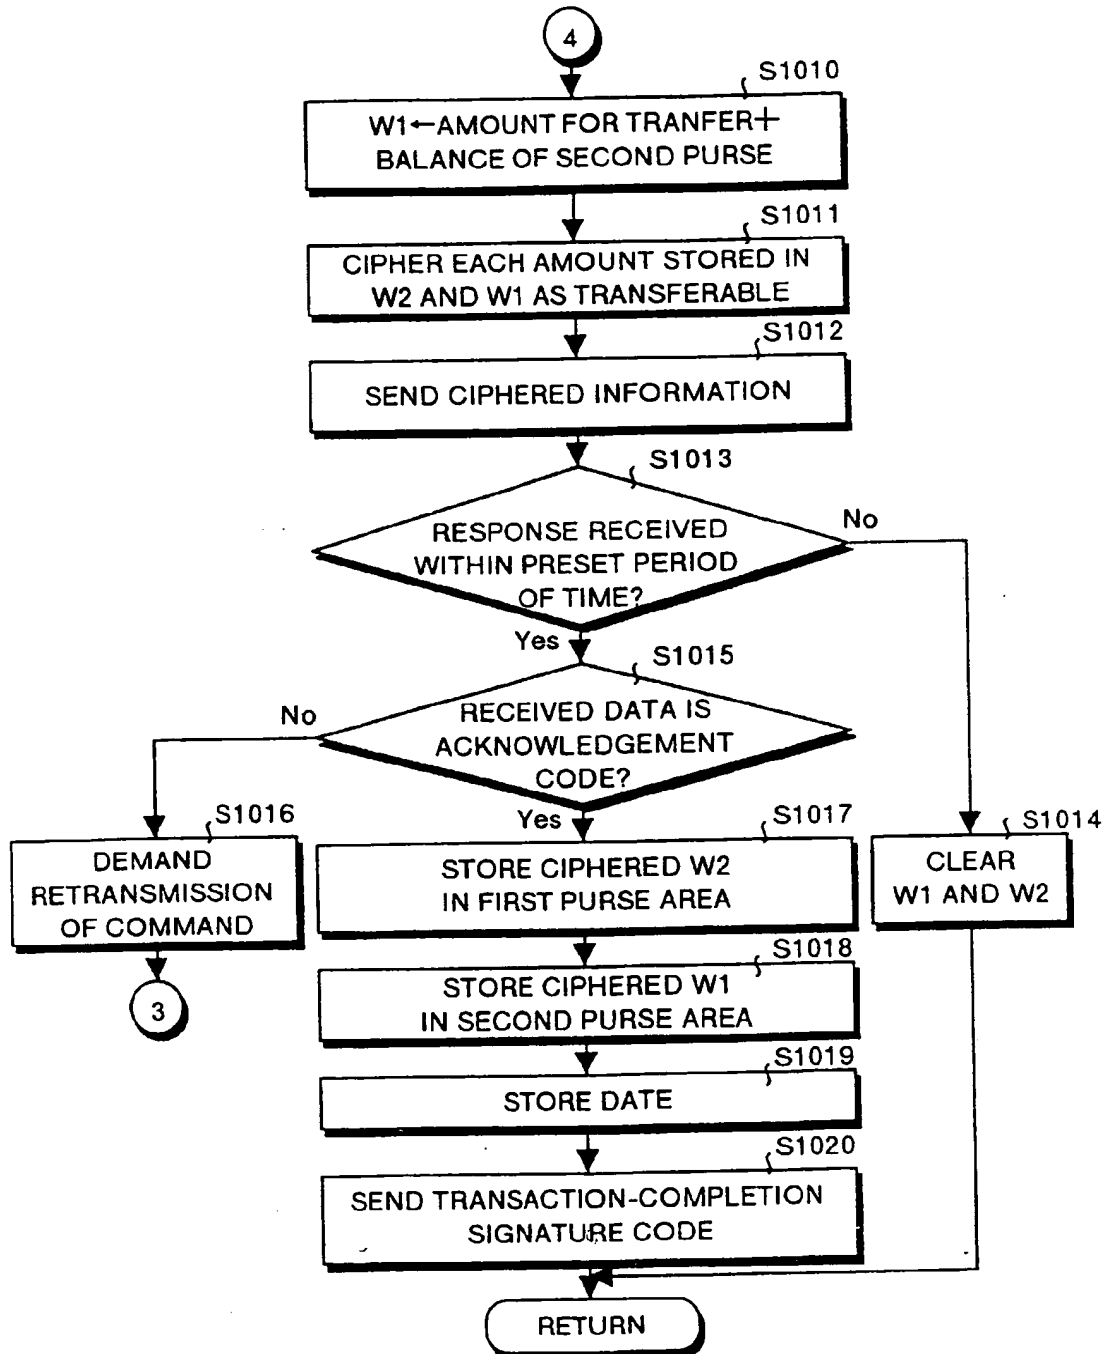 4
S1010
W1←AMOUNT FOR TRANFER+
BALANCE OF SECOND PURSE
S1011
CIPHER EACH AMOUNT STORED IN
W2 AND W1 AS TRANSFERABLE
S1012
SEND CIPHERED INFORMATION
S1013
RESPONSE RECEIVED
WITHIN PRESET PERIOD
OF TIME?
No
Yes
S1015
RECEIVED DATA IS
ACKNOWLEDGEMENT
CODE?
No
Yes
S1016
DEMAND
RETRANSMISSION
OF COMMAND
3
S1017
STORE CIPHERED W2
IN FIRST PURSE AREA
S1014
CLEAR
W1 AND W2
S1018
STORE CIPHERED W1
IN SECOND PURSE AREA
S1019
STORE DATE
S1020
SEND TRANSACTION-COMPLETION
SIGNATURE CODE
RETURN